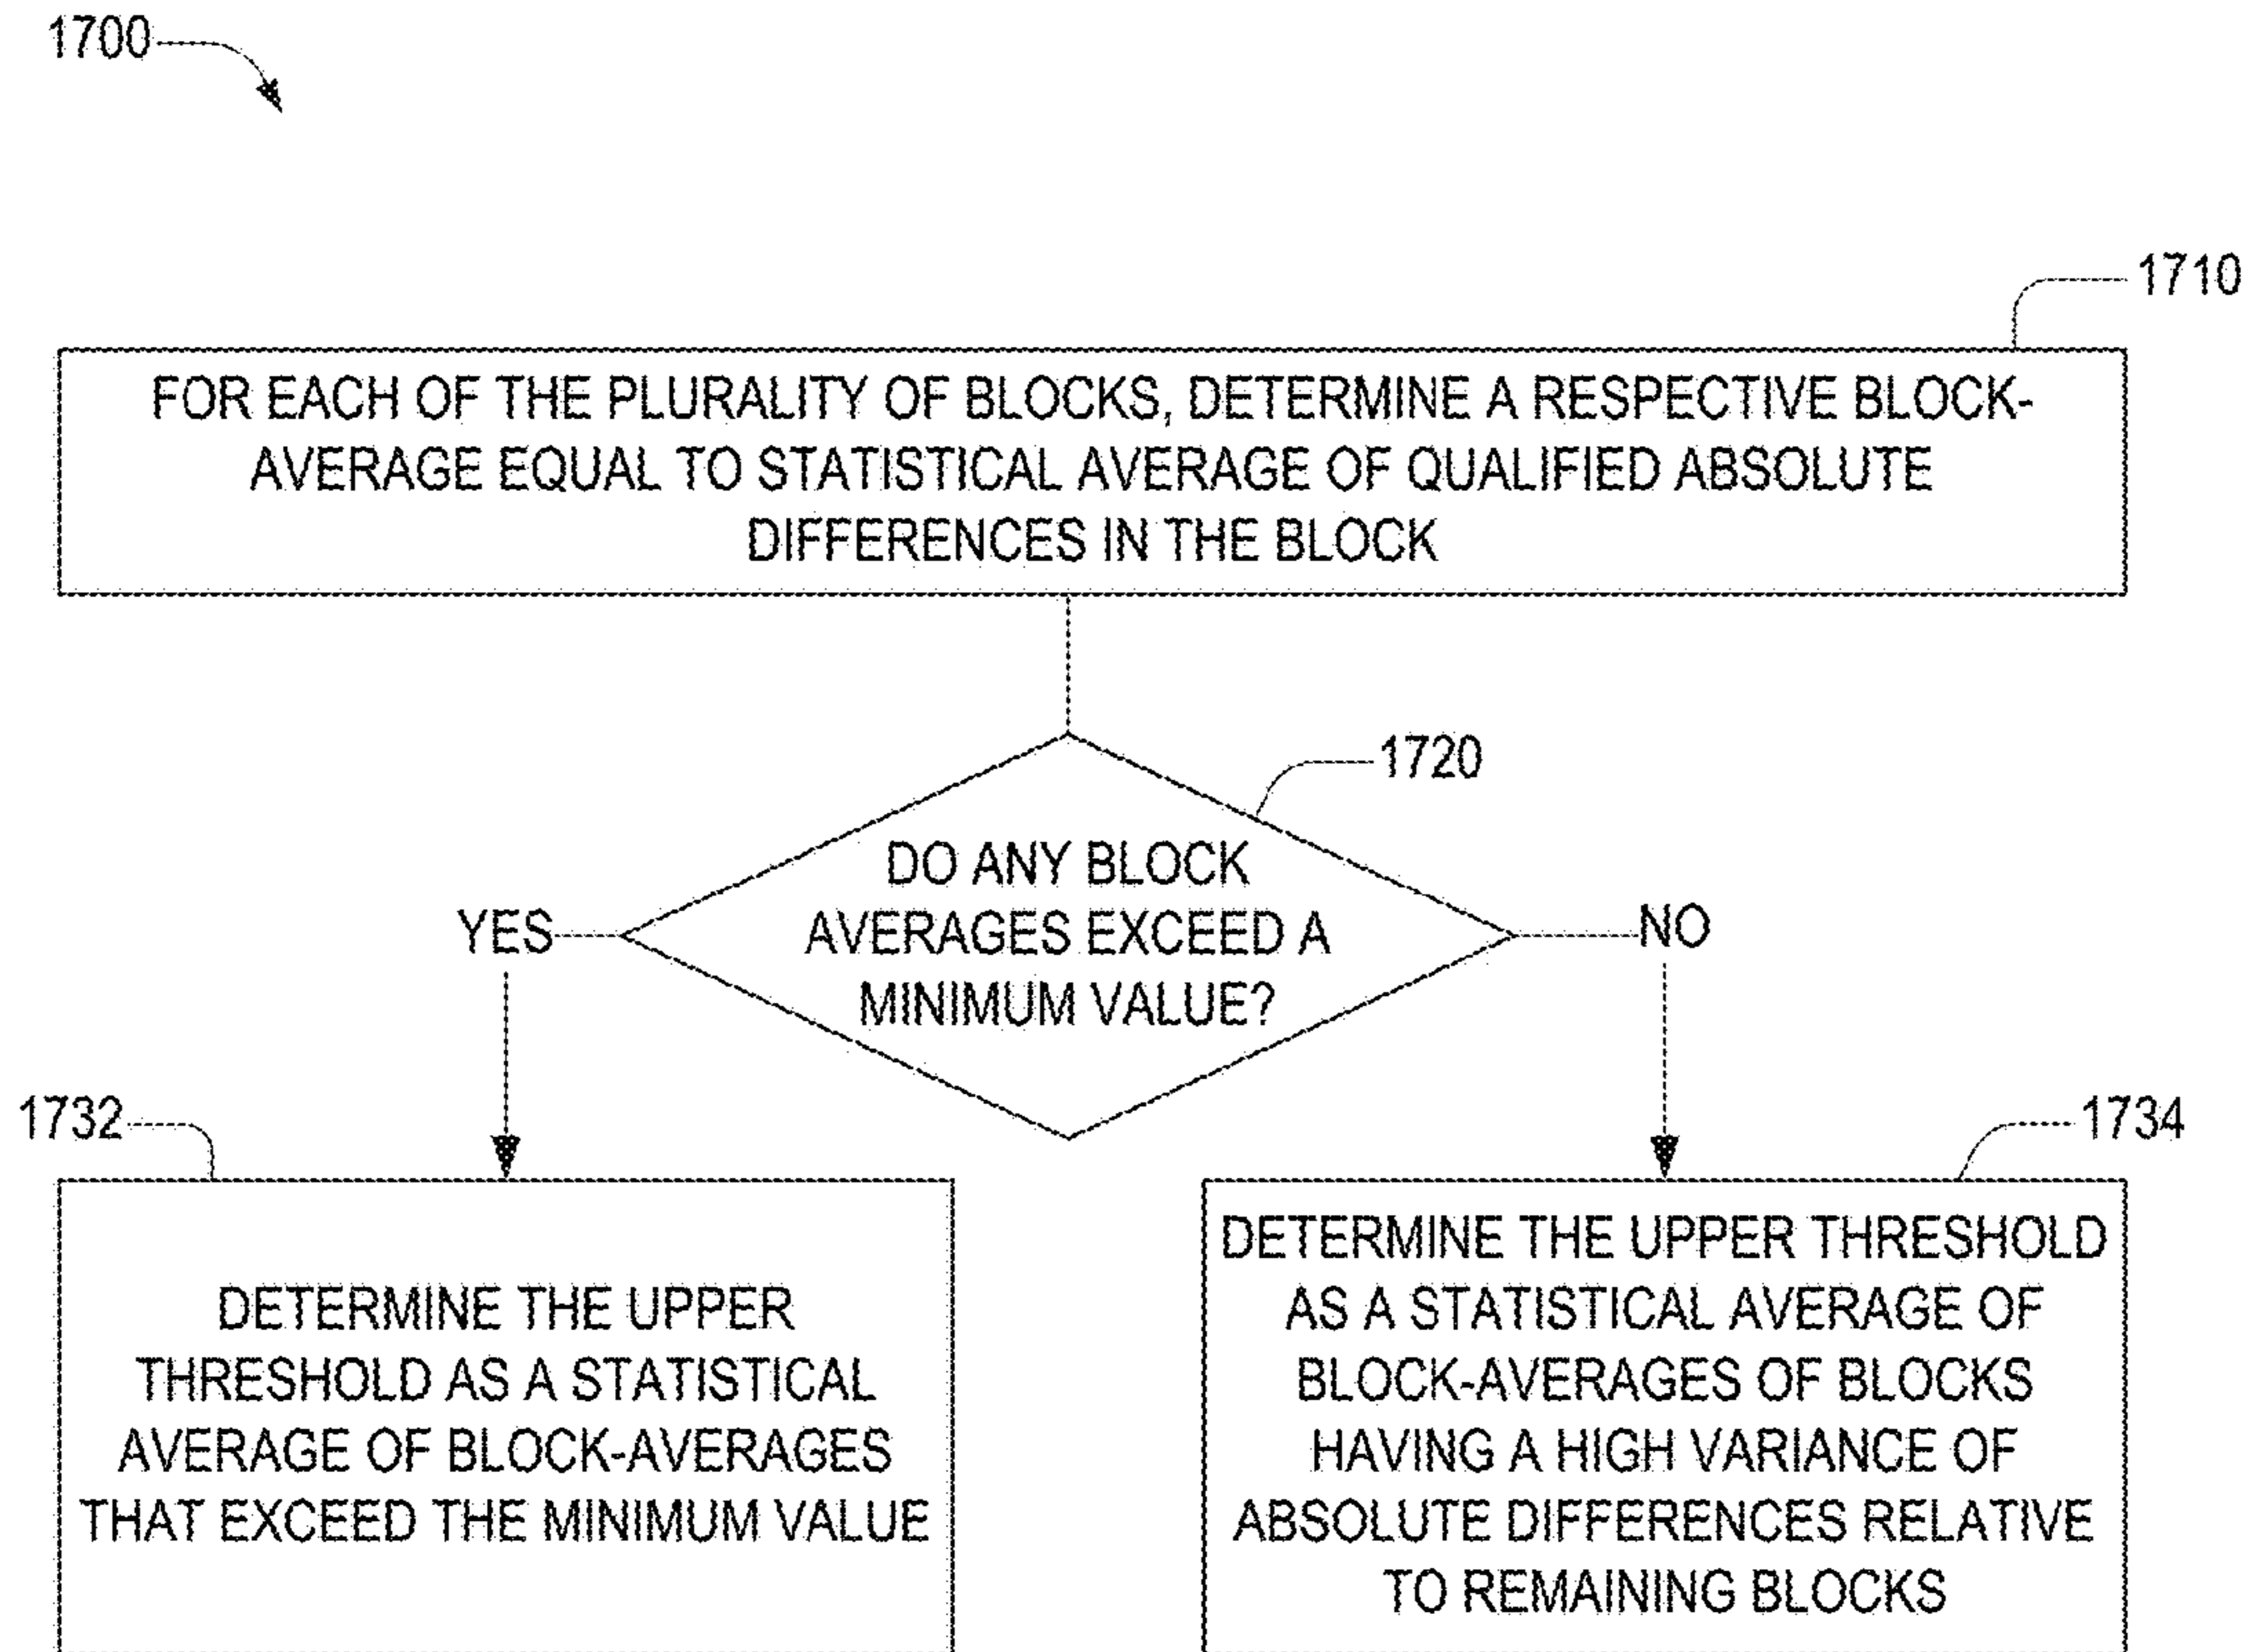 1700
1710
FOR EACH OF THE PLURALITY OF BLOCKS, DETERMINE A RESPECTIVE BLOCK-
AVERAGE EQUAL TO STATISTICAL AVERAGE OF QUALIFIED ABSOLUTE
DIFFERENCES IN THE BLOCK
1720
DO ANY BLOCK
AVERAGES EXCEED A
MINIMUM VALUE?
YES
NO
1732
DETERMINE THE UPPER
THRESHOLD AS A STATISTICAL
AVERAGE OF BLOCK-AVERAGES
THAT EXCEED THE MINIMUM VALUE
1734
DETERMINE THE UPPER THRESHOLD
AS A STATISTICAL AVERAGE OF
BLOCK-AVERAGES OF BLOCKS
HAVING A HIGH VARIANCE OF
ABSOLUTE DIFFERENCES RELATIVE
TO REMAINING BLOCKS